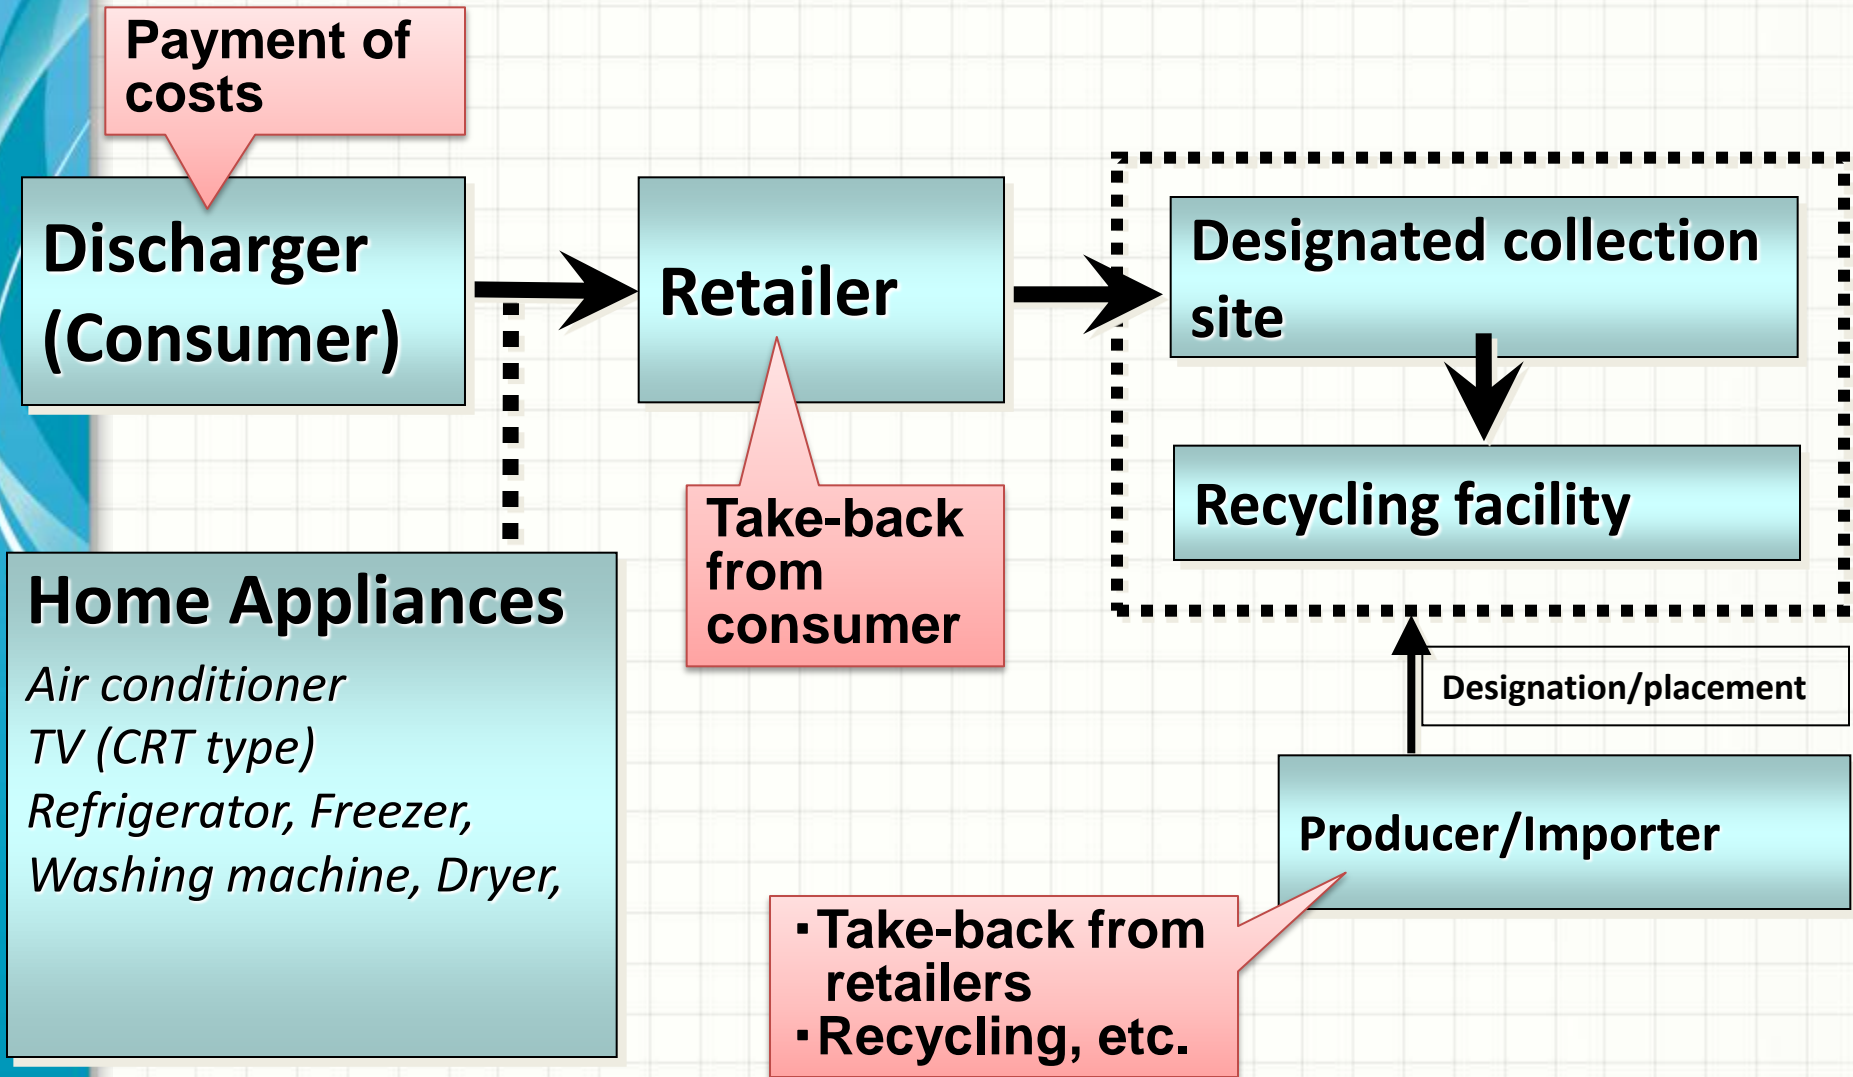 Payment of
costs
Discharger
(Consumer)
Retailer
Designated collection
site
Recycling facility
Take-back
from
consumer
Home Appliances
Air conditioner
TV (CRT type)
Refrigerator, Freezer,
Washing machine, Dryer,
Designation/placement
Producer/Importer
・Take-back from
retailers
・Recycling, etc.